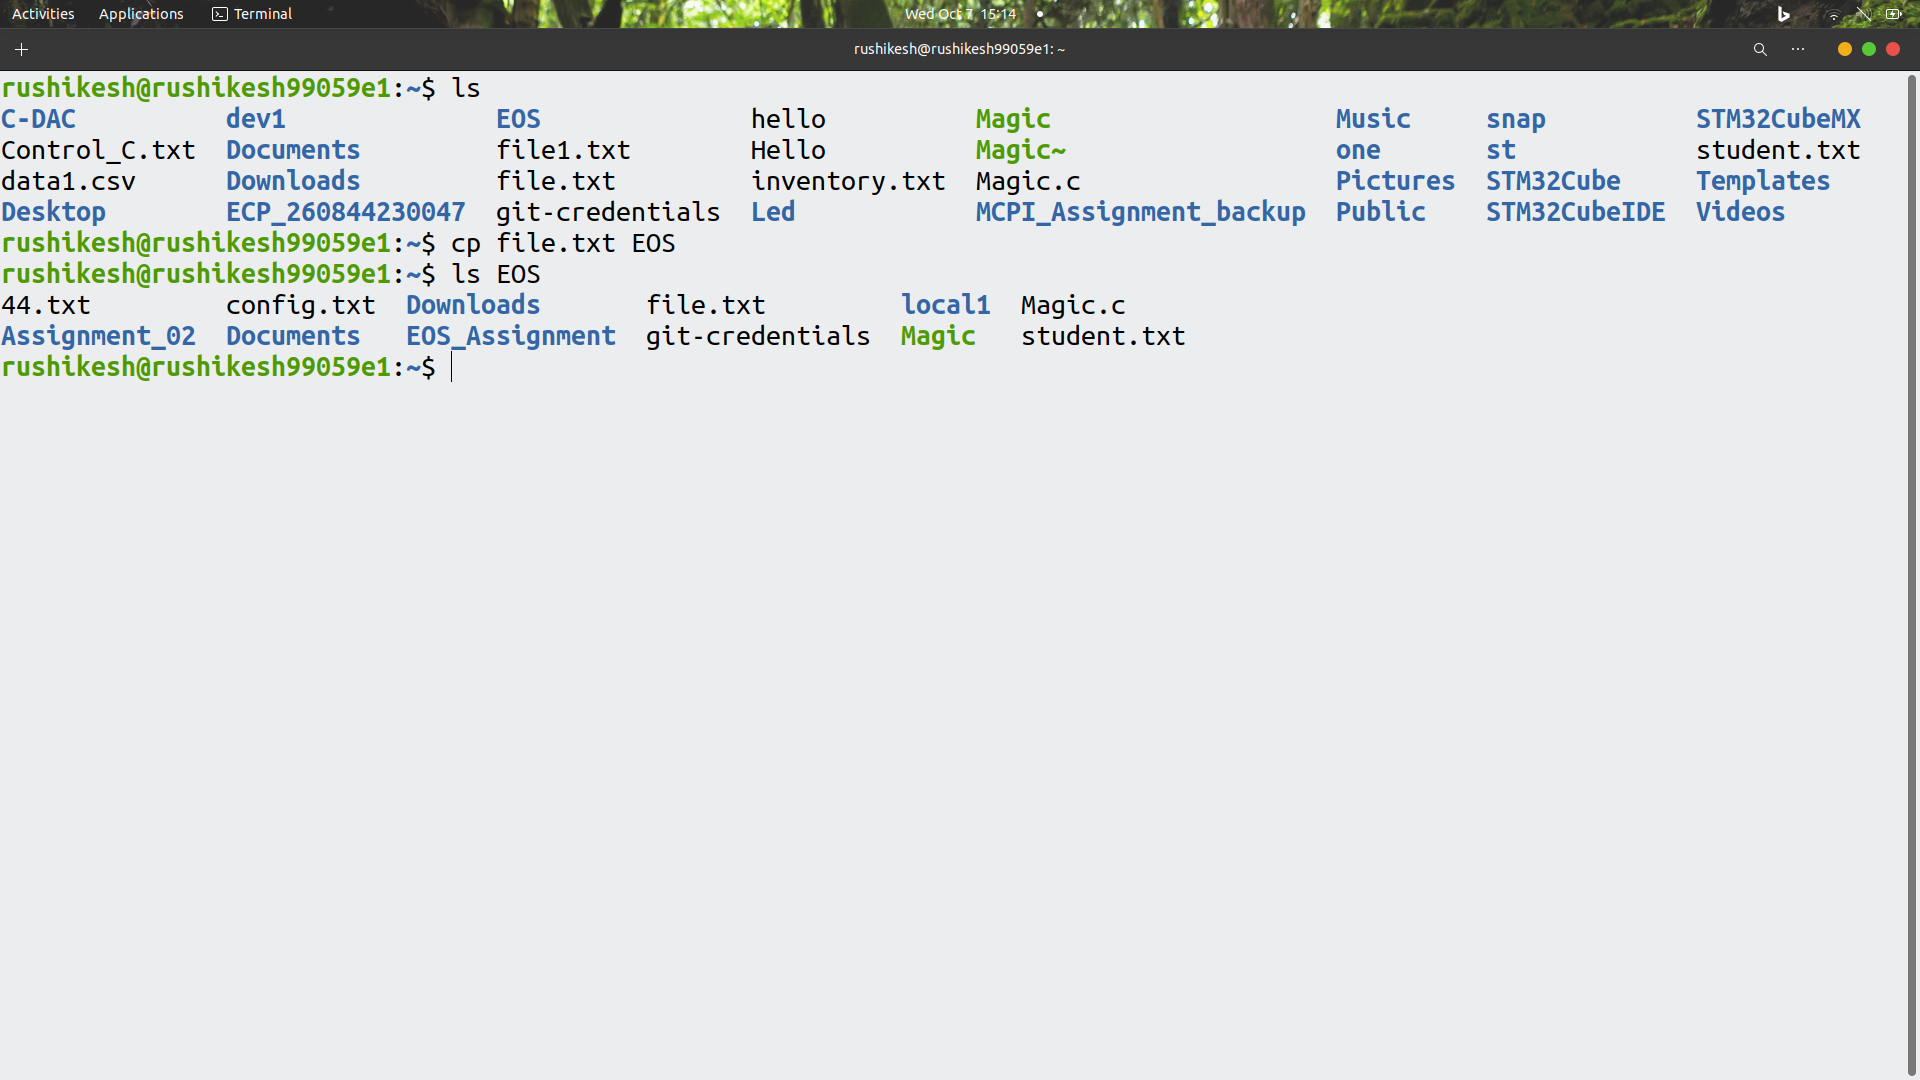 Activities Applications Terminal Wed Oct 7 15:14
rushikesh@rushikesh99059e1: ~
rushikesh@rushikesh99059e1:~$ ls
C-DAC dev1 EOS hello Magic Music snap STM32CubeMX
Control_C.txt Documents file1.txt Hello Magic~ one st student.txt
data1.csv Downloads file.txt inventory.txt Magic.c Pictures STM32Cube Templates
Desktop ECP_260844230047 git-credentials Led MCPI_Assignment_backup Public STM32CubeIDE Videos
rushikesh@rushikesh99059e1:~$ cp file.txt EOS
rushikesh@rushikesh99059e1:~$ ls EOS
44.txt config.txt Downloads file.txt local1 Magic.c
Assignment_02 Documents EOS_Assignment git-credentials Magic student.txt
rushikesh@rushikesh99059e1:~$